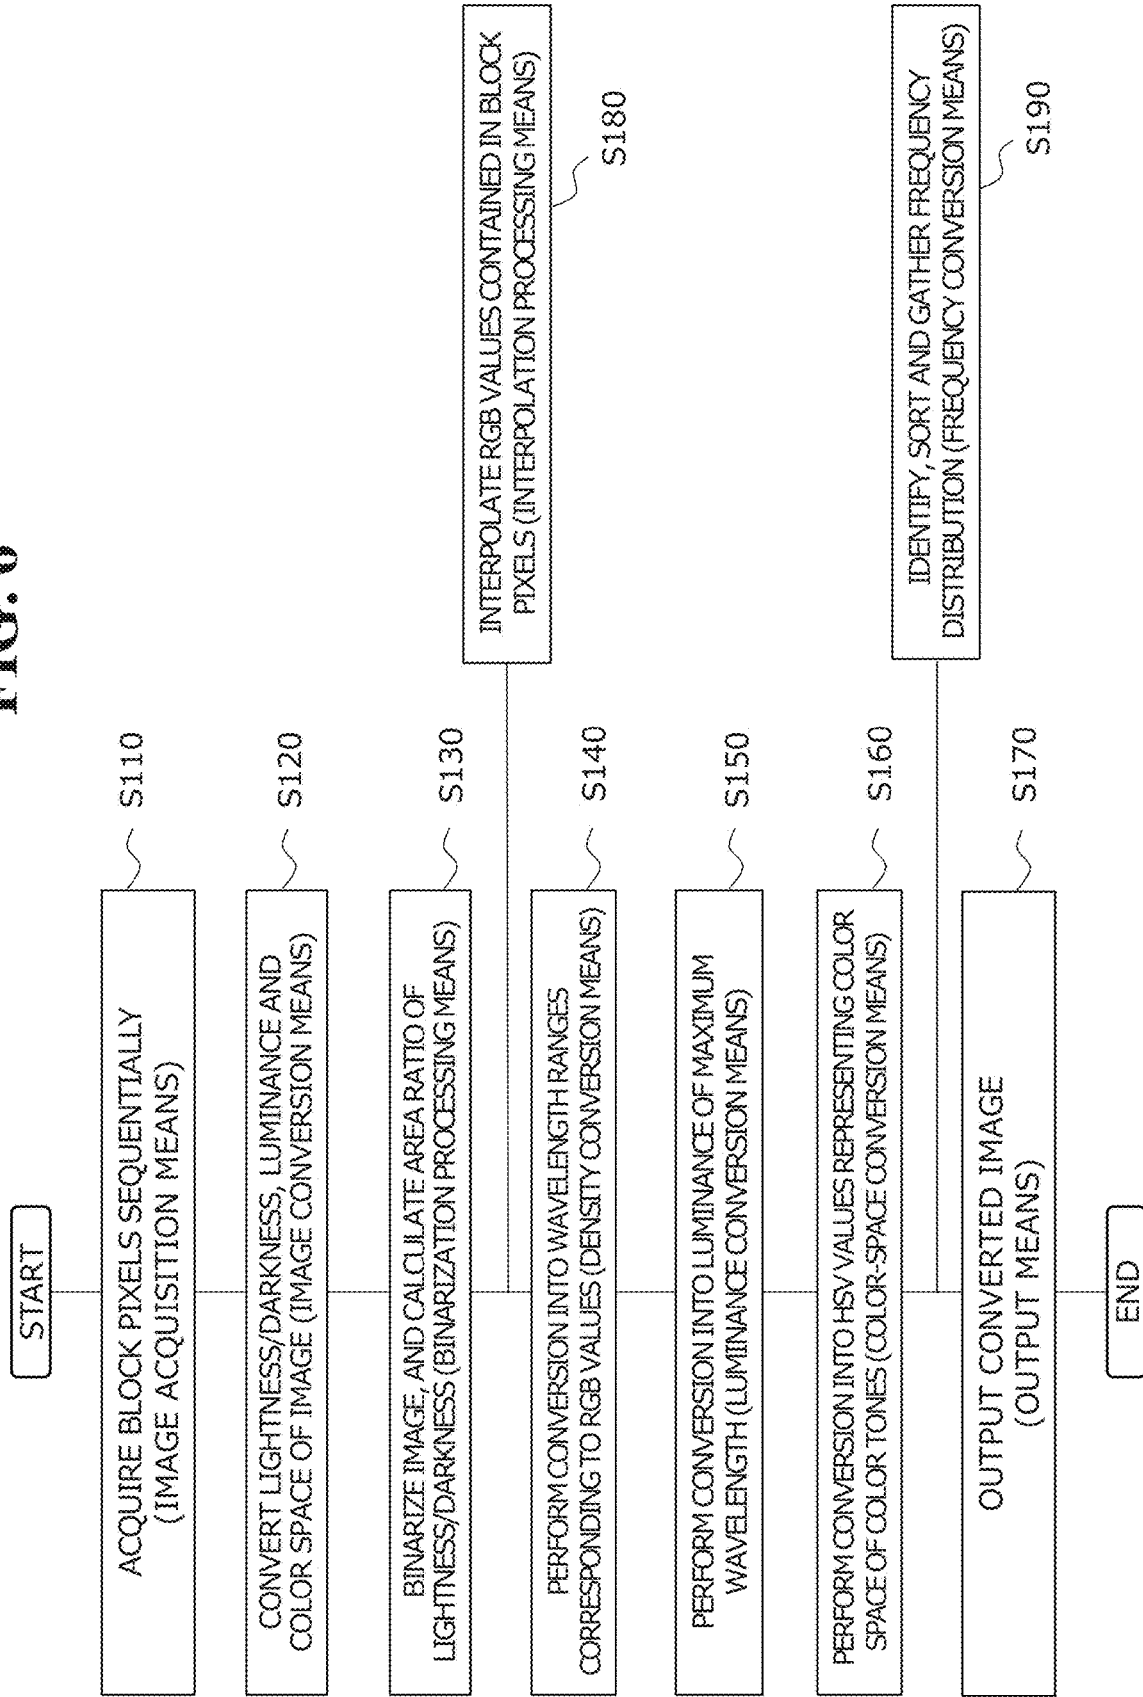 FIG. 6
START
ACQUIRE BLOCK PIXELS SEQUENTIALLY
(IMAGE ACQUISITION MEANS)
S110
CONVERT LIGHTNESS/DARKNESS, LUMINANCE AND
COLOR SPACE OF IMAGE (IMAGE CONVERSION MEANS)
S120
BINARIZE IMAGE, AND CALCULATE AREA RATIO OF
LIGHTNESS/DARKNESS (BINARIZATION PROCESSING MEANS)
S130
INTERPOLATE RGB VALUES CONTAINED IN BLOCK
PIXELS (INTERPOLATION PROCESSING MEANS)
S180
PERFORM CONVERSION INTO WAVELENGTH RANGES
CORRESPONDING TO RGB VALUES (DENSITY CONVERSION MEANS)
S140
PERFORM CONVERSION INTO LUMINANCE OF MAXIMUM
WAVELENGTH (LUMINANCE CONVERSION MEANS)
S150
PERFORM CONVERSION INTO HSV VALUES REPRESENTING COLOR
SPACE OF COLOR TONES (COLOR-SPACE CONVERSION MEANS)
S160
IDENTIFY, SORT AND GATHER FREQUENCY
DISTRIBUTION (FREQUENCY CONVERSION MEANS)
S190
OUTPUT CONVERTED IMAGE
(OUTPUT MEANS)
S170
END